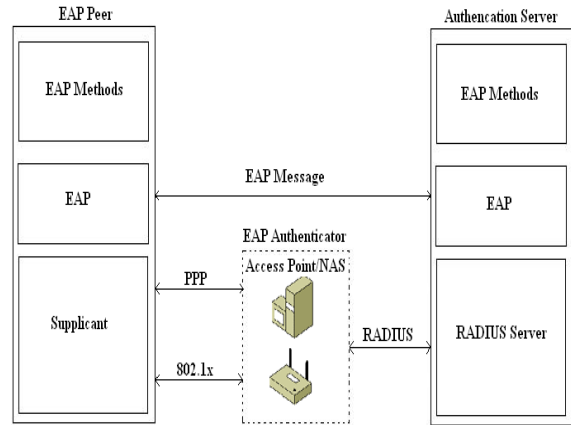 EAP Peer
Authencation Server
EAP Methods
EAP Methods
EAP Message
EAP
EAP
EAP Authenticator
Access Point/NAS
PPP
Supplicant
RADIUS
RADIUS Server
802.1x